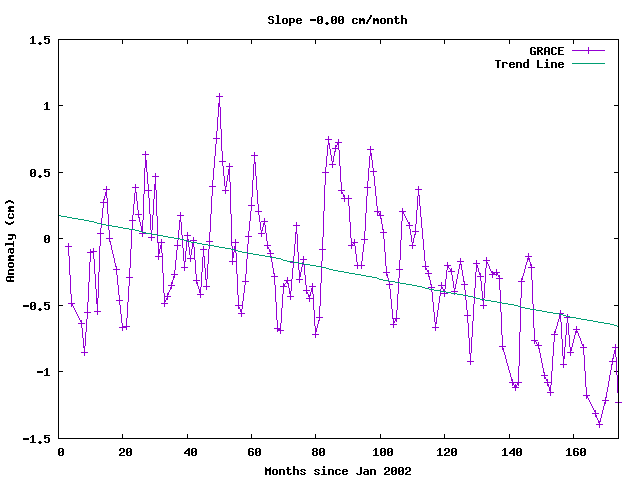 Slope -0.00 cm/month
GRACE
Trend Line
1.5
1
0.5
0
-0.5
-1
-1.5
Anomaly (cm)
0 20 40 60 80 100 120 140 160
Months since Jan 2002